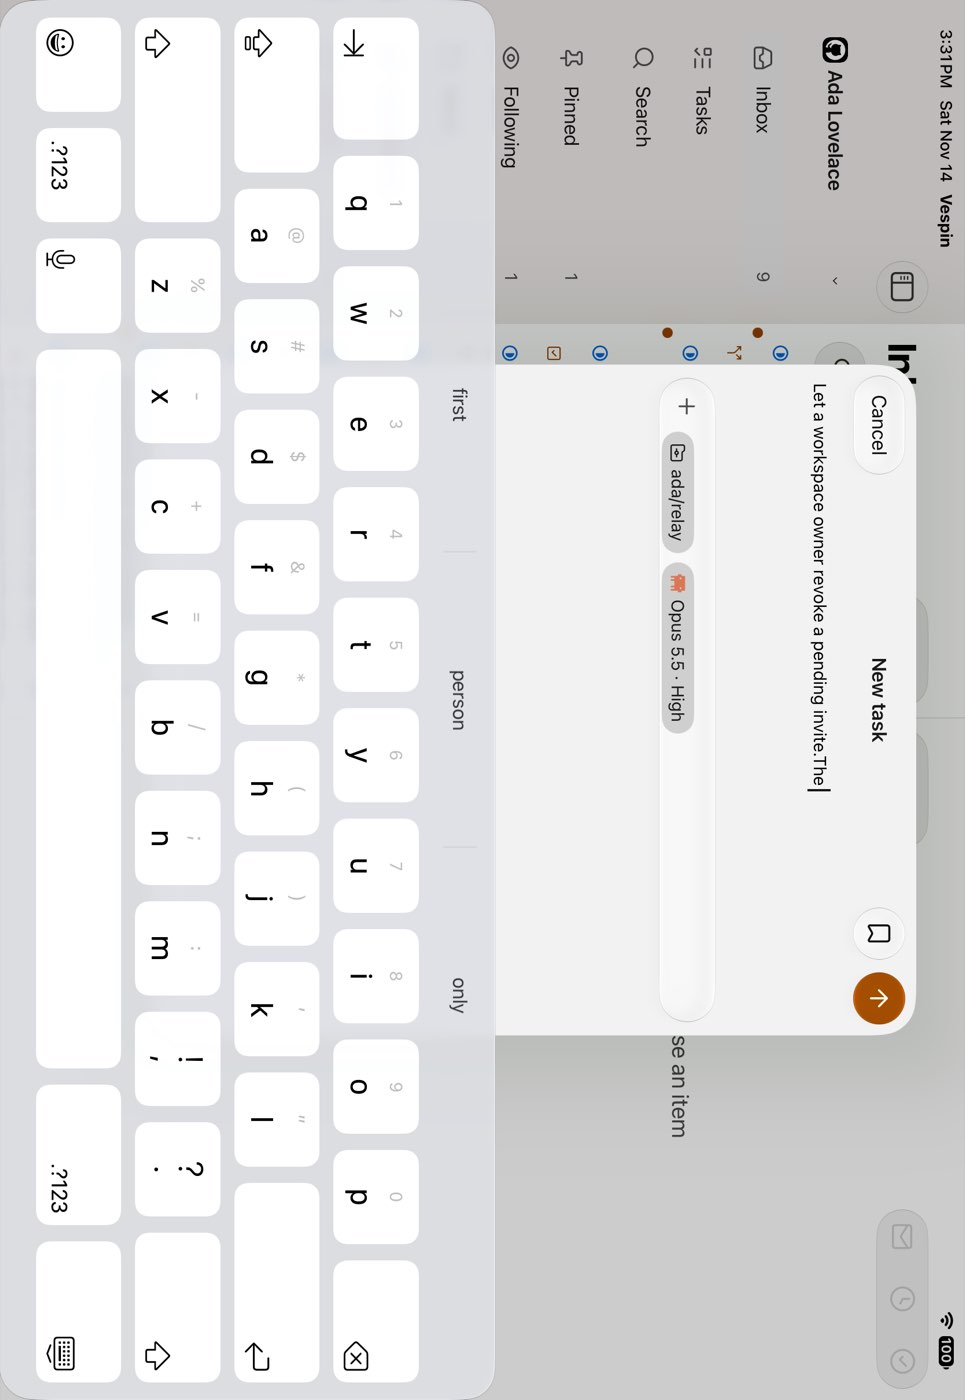 3:31 PM Sat Nov 14 Vespin
100
Ada Lovelace
Inbox 9
Tasks
Search
Pinned 1
Following 1
Cancel
New task
Let a workspace owner revoke a pending invite.The
ada/relay
Opus 5.5 · High
se an item
first person only
1 2 3 4 5 6 7 8 9 0
q w e r t y u i o p
@ # $ & * ( ) ' "
a s d f g h j k l
% - + = / ; : ! ?
z x c v b n m , .
.?123 .?123